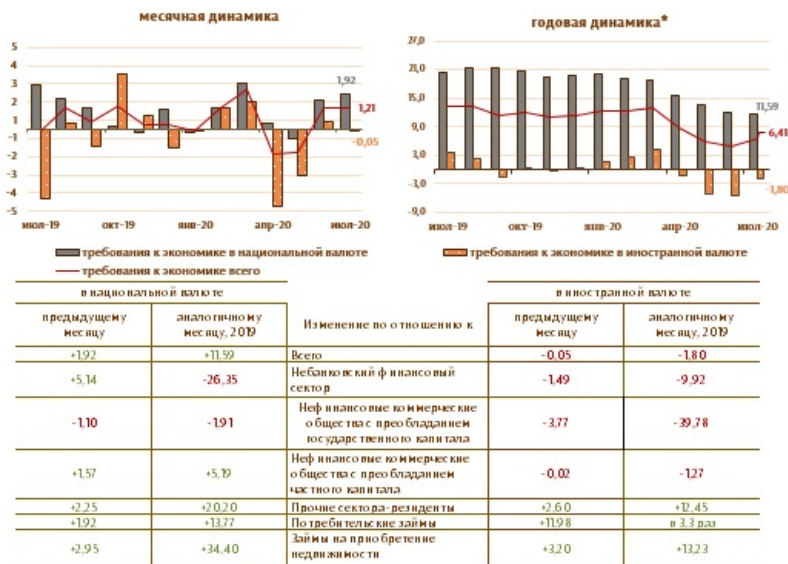 месячная динамика
5
4
3
2
1
-1
-2
-3
-4
-5
1,92
1,21
-0,05
июл-19
окт-19
янв-20
апр-20
июл-20
годовая динамика*
27,0
21,0
15,0
9,0
3,0
-3,0
-9,0
11,59
6,41
-1,80
июл-19
окт-19
янв-20
апр-20
июл-20
требования к экономике в национальной валюте
требования к экономике в иностранной валюте
требования к экономике всего
в национальной валюте
в иностранной валюте
предыдущему месяцу
аналогичному месяцу, 2019
Изменение по отношению к
предыдущему месяцу
аналогичному месяцу, 2019
+1,92 +11,59 Всего -0,05 -1,80
+5,14 -26,35 Небанковский финансовый сектор -1,49 -9,92
-1,10 -1,91 Нефинансовые коммерческие общества с преобладанием государственного капитала -3,77 -39,78
+1,57 +5,19 Нефинансовые коммерческие общества с преобладанием частного капитала -0,02 -1,27
+2,25 +20,20 Прочие сектора-резиденты +2,60 +12,45
+1,92 +13,77 Потребительские займы +11,98 в 3,3 раз
+2,95 +34,40 Займы на приобретение недвижимости +3,20 +13,23